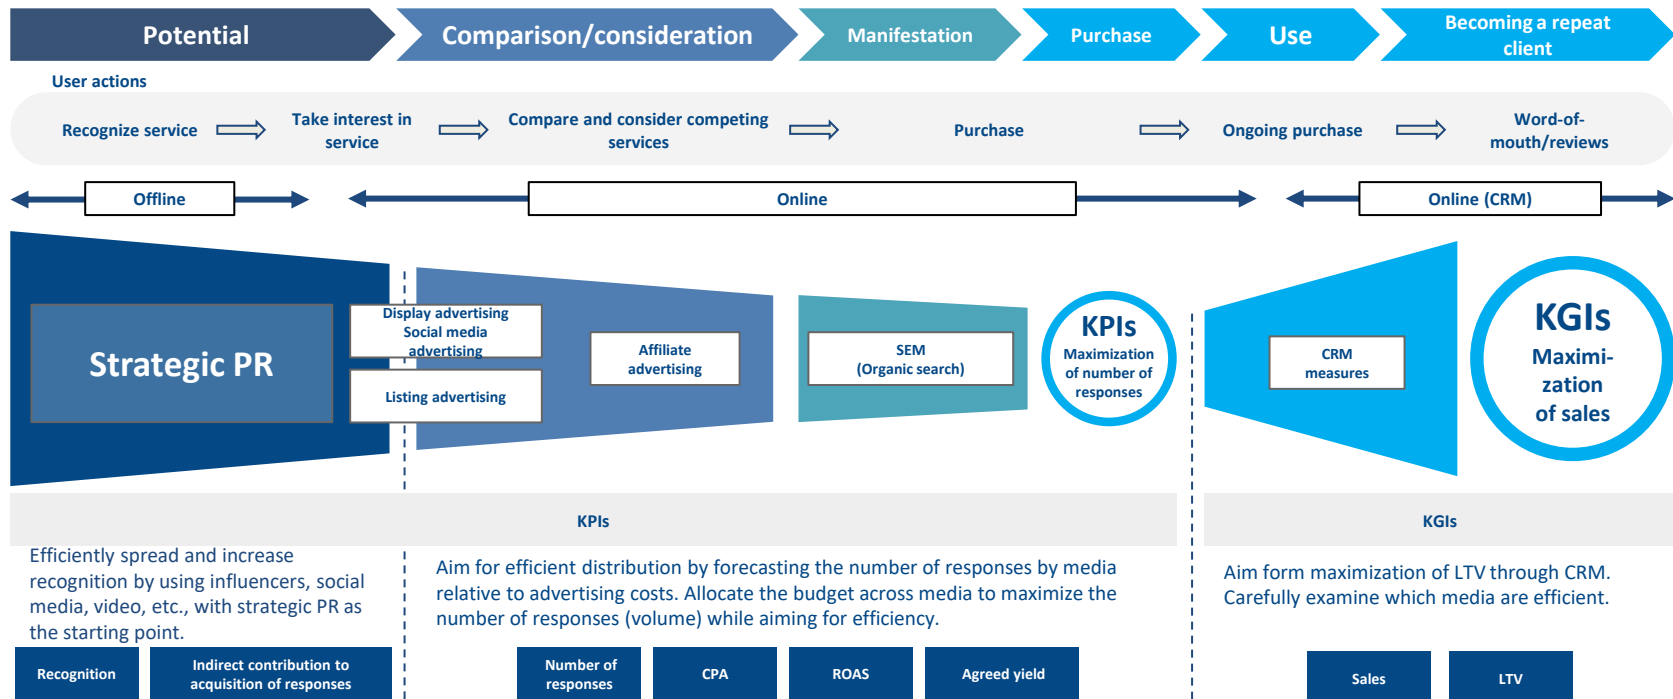 Potential
Comparison/consideration
Manifestation
Purchase
Use
Becoming a repeat
client
User actions
Recognize service
Take interest in
service
Compare and consider competing
services
Purchase
Ongoing purchase
Word-of-
mouth/reviews
Offline
Online
Online (CRM)
Strategic PR
Display advertising
Social media
advertising
Listing advertising
Affiliate
advertising
SEM
(Organic search)
KPIs
Maximization
of number of
responses
CRM
measures
KGIs
Maximi-
zation
of sales
KPIs
KGIs
Efficiently spread and increase
recognition by using influencers, social
media, video, etc., with strategic PR as
the starting point.
Aim for efficient distribution by forecasting the number of responses by media
relative to advertising costs. Allocate the budget across media to maximize the
number of responses (volume) while aiming for efficiency.
Aim form maximization of LTV through CRM.
Carefully examine which media are efficient.
Recognition
Indirect contribution to
acquisition of responses
Number of
responses
CPA
ROAS
Agreed yield
Sales
LTV